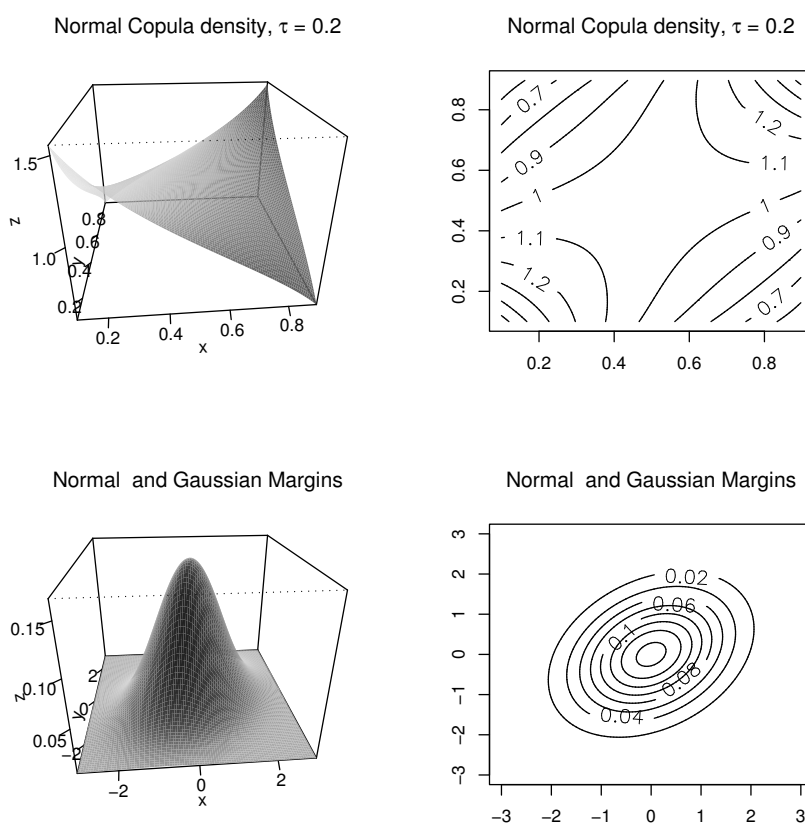 Normal Copula density, τ = 0.2
1.5
1.0
z
0.8
0.6
y
0.4
0.2
0.2 0.4 0.6 0.8
x
Normal Copula density, τ = 0.2
0.8
0.6
0.4
0.2
0.7
0.9
1
1.2
1.1
1
0.9
0.7
1.1
1.2
0.2 0.4 0.6 0.8
Normal and Gaussian Margins
0.15
0.10
0.05
z
2
0
y
−2
−2 0 2
x
Normal and Gaussian Margins
3
2
1
0
−1
−2
−3
0.02
0.06
0.1
0.08
0.04
−3 −2 −1 0 1 2 3